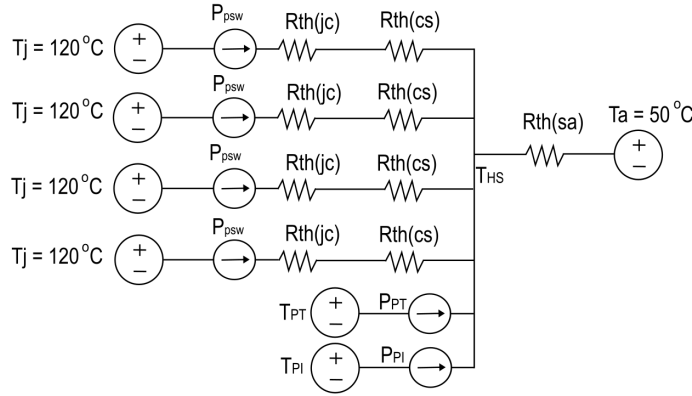 Tj = 120 °C + − Ppsw Rth(jc) Rth(cs)
Tj = 120 °C + − Ppsw Rth(jc) Rth(cs)
Rth(sa) Ta = 50 °C + −
Tj = 120 °C + − Ppsw Rth(jc) Rth(cs)
THS
Tj = 120 °C + − Ppsw Rth(jc) Rth(cs)
TPT + − PPT
TPI + − PPI